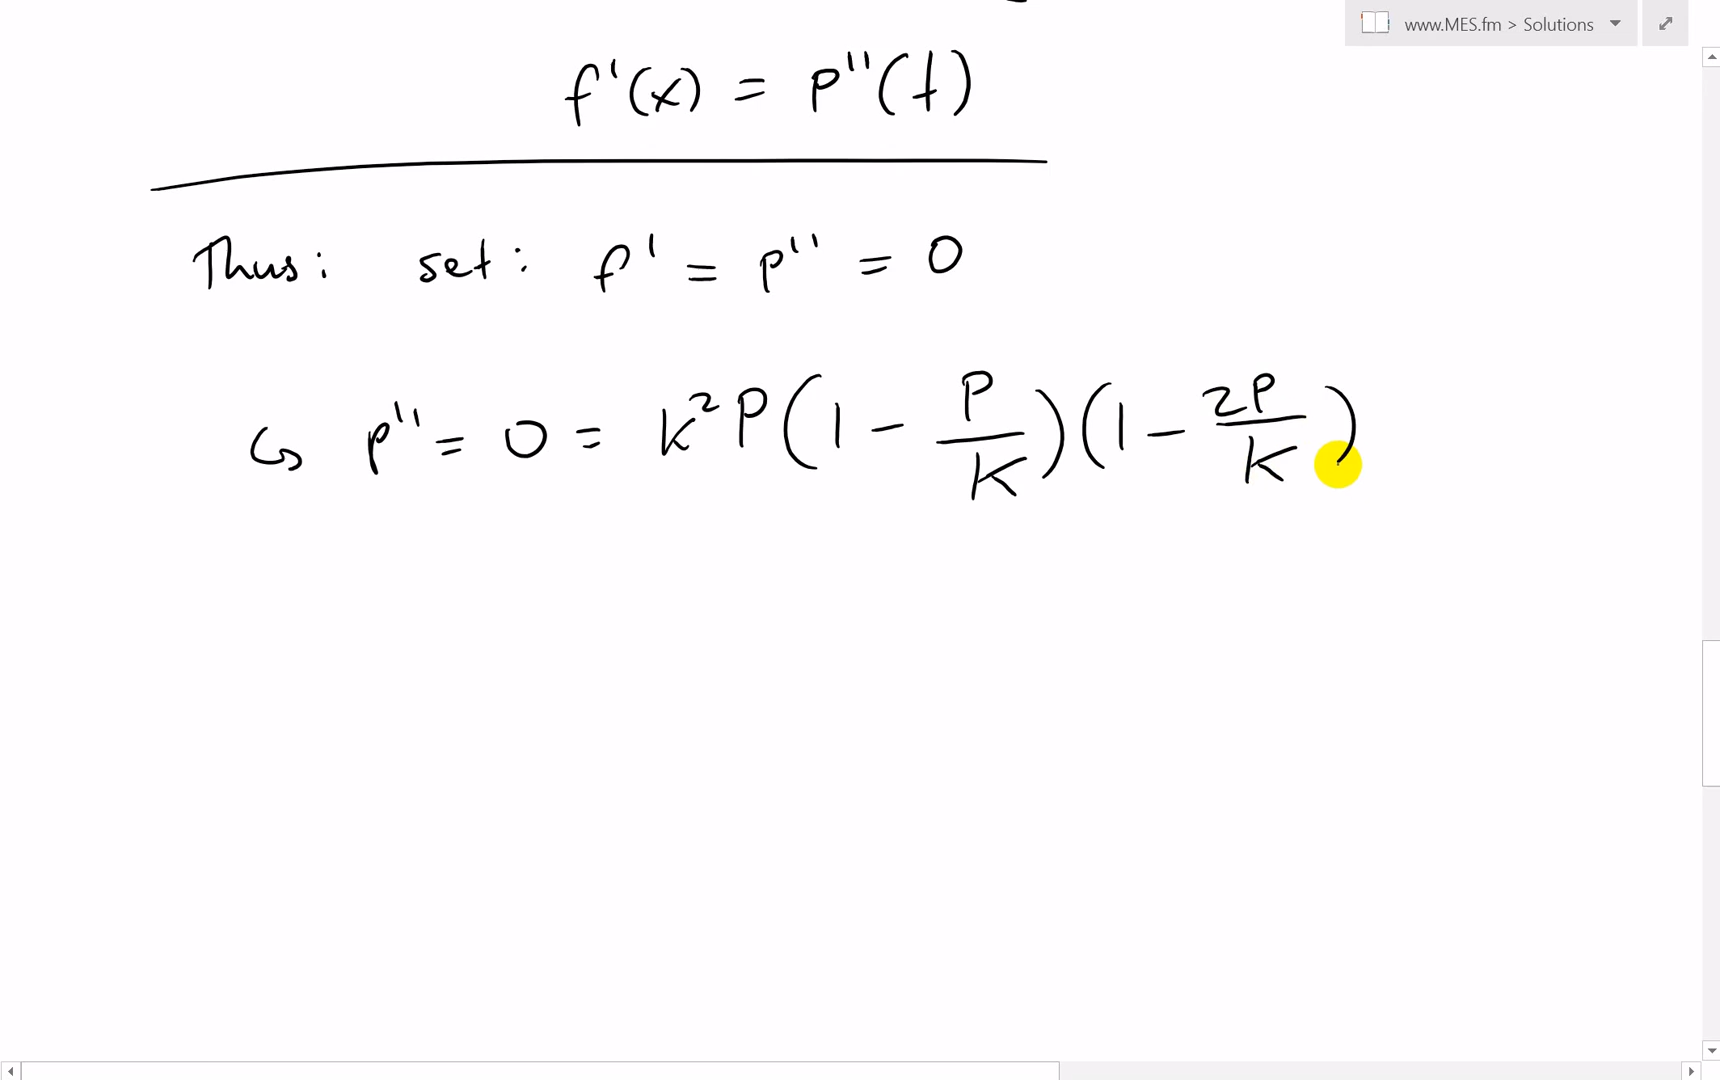 www.MES.fm > Solutions
f'(x) = P''(t)
Thus: set: f' = P'' = 0
↪ P'' = 0 = k²P(1 - P/K)(1 - 2P/K)